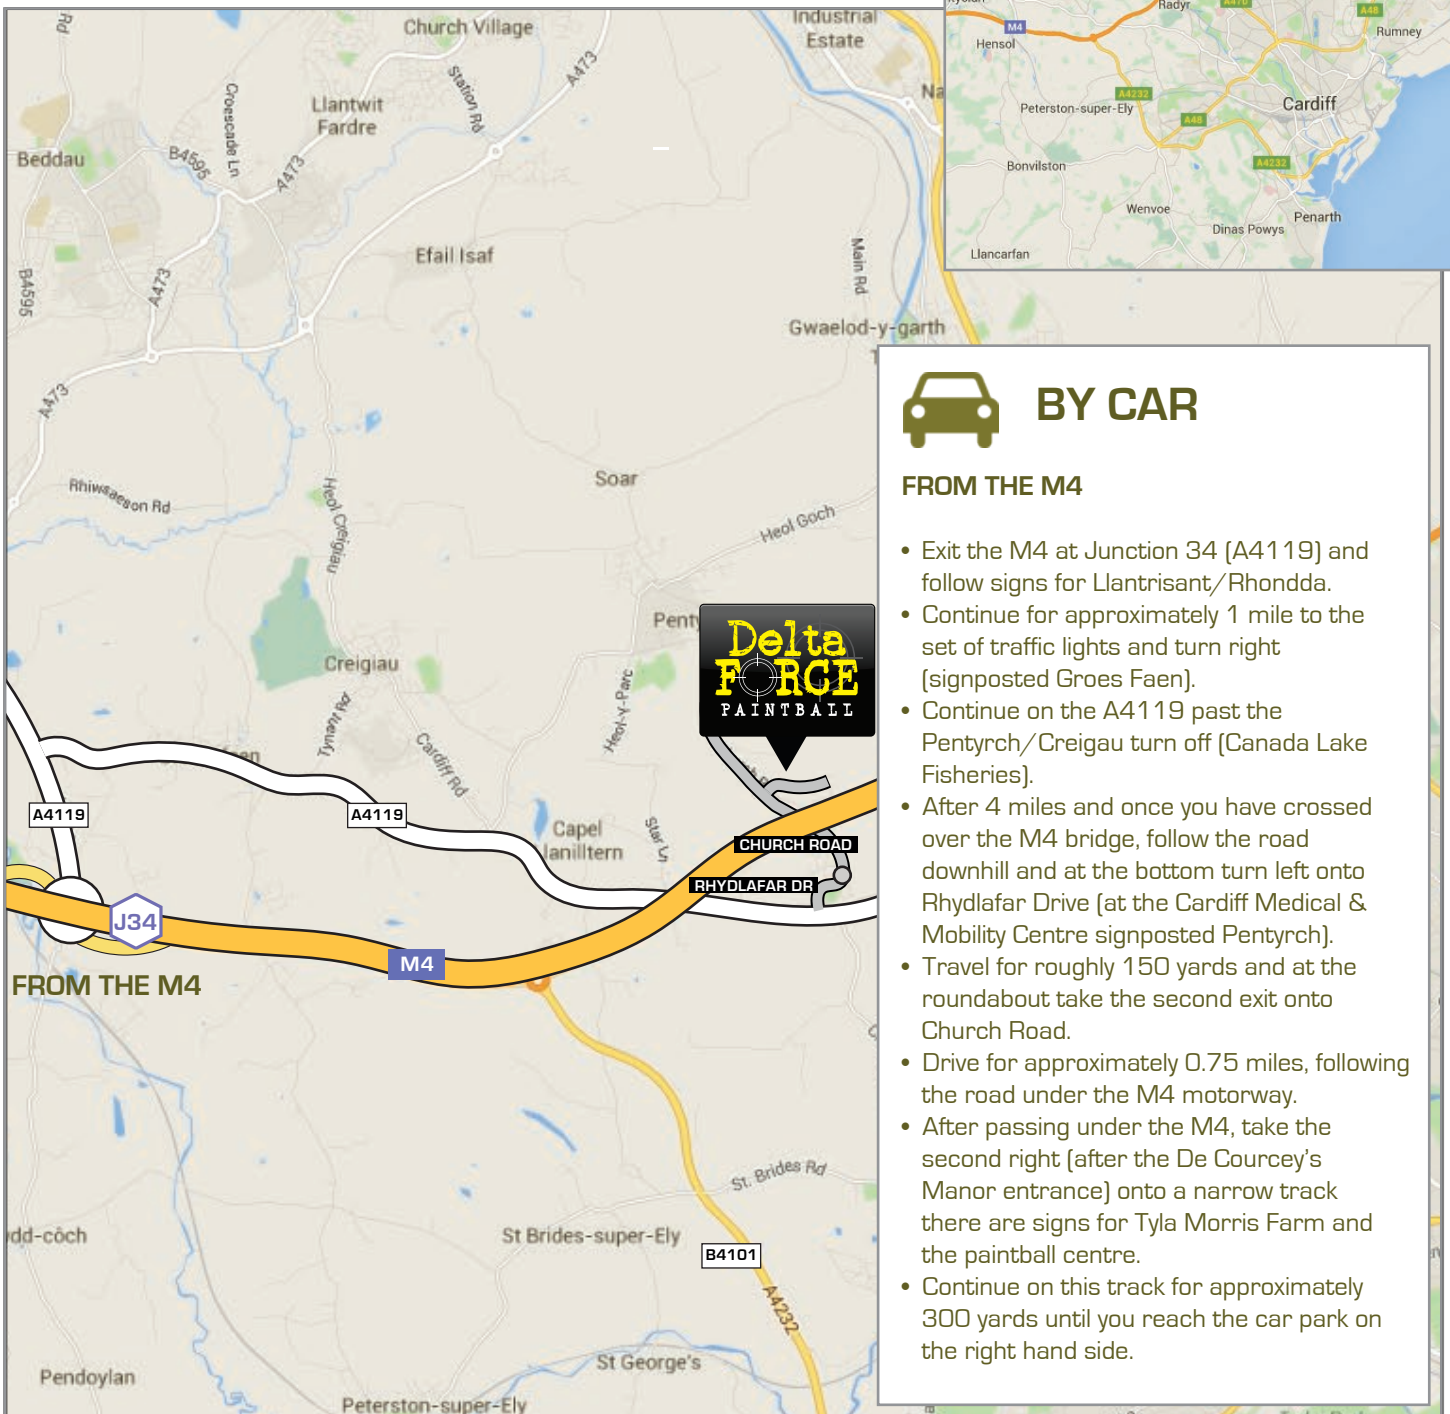 Church Village
Industrial
Estate
Station Rd
A473
Croescade Ln
Llantwit
Fardre
Rd
Beddau
B4595
A473
Efail Isaf
Main Rd
B4595
A473
Gwaelod-y-garth
A473
Rhiwsaeson Rd
Heol Creigiau
Soar
Heol Goch
Creigiau
Delta
FORCE
PAINTBALL
Heol-y-Parc
Tynant Rd
Cardiff Rd
A4119
A4119
Capel
Llanilltern
Star Ln
CHURCH ROAD
RHYDLAFAR DR
J34
M4
FROM THE M4
St. Brides Rd
St Brides-super-Ely
B4101
A4232
St George's
Pendoylan
Peterston-super-Ely
Radyr
A470
A48
M4
Hensol
Rumney
A4232
Peterston-super-Ely
Cardiff
A48
Bonvilston
A4232
Wenvoe
Penarth
Dinas Powys
Llancarfan
BY CAR
FROM THE M4
• Exit the M4 at Junction 34 (A4119) and
follow signs for Llantrisant/Rhondda.
• Continue for approximately 1 mile to the
set of traffic lights and turn right
(signposted Groes Faen).
• Continue on the A4119 past the
Pentyrch/Creigau turn off (Canada Lake
Fisheries).
• After 4 miles and once you have crossed
over the M4 bridge, follow the road
downhill and at the bottom turn left onto
Rhydlafar Drive (at the Cardiff Medical &
Mobility Centre signposted Pentyrch).
• Travel for roughly 150 yards and at the
roundabout take the second exit onto
Church Road.
• Drive for approximately 0.75 miles, following
the road under the M4 motorway.
• After passing under the M4, take the
second right (after the De Courcey's
Manor entrance) onto a narrow track
there are signs for Tyla Morris Farm and
the paintball centre.
• Continue on this track for approximately
300 yards until you reach the car park on
the right hand side.